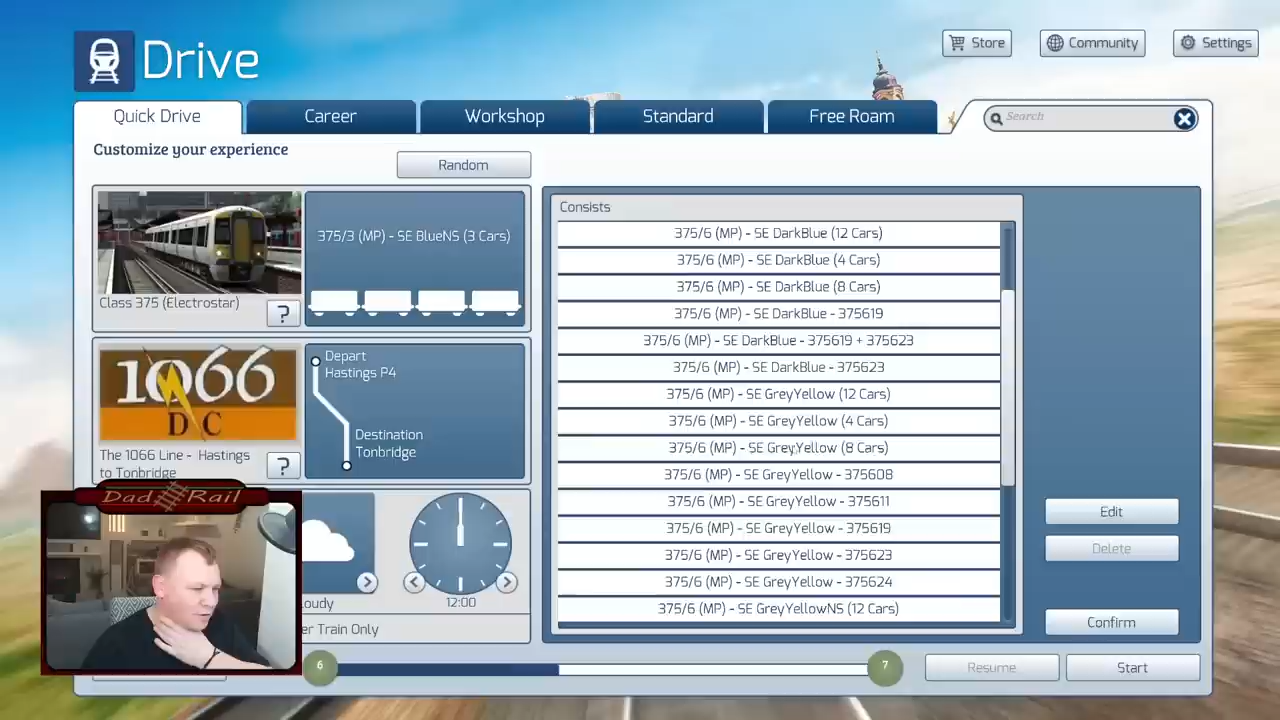 Drive
Store
Community
Settings
Quick Drive
Career
Workshop
Standard
Free Roam
Search
Customize your experience
Random
375/3 (MP) - SE BlueNS (3 Cars)
Class 375 (Electrostar)
?
1066
DC
The 1066 Line - Hastings
to Tonbridge
?
Depart
Hastings P4
Destination
Tonbridge
Dad Rail
loudy
12:00
er Train Only
Consists
375/6 (MP) - SE DarkBlue (12 Cars)
375/6 (MP) - SE DarkBlue (4 Cars)
375/6 (MP) - SE DarkBlue (8 Cars)
375/6 (MP) - SE DarkBlue - 375619
375/6 (MP) - SE DarkBlue - 375619 + 375623
375/6 (MP) - SE DarkBlue - 375623
375/6 (MP) - SE GreyYellow (12 Cars)
375/6 (MP) - SE GreyYellow (4 Cars)
375/6 (MP) - SE GreyYellow (8 Cars)
375/6 (MP) - SE GreyYellow - 375608
375/6 (MP) - SE GreyYellow - 375611
375/6 (MP) - SE GreyYellow - 375619
375/6 (MP) - SE GreyYellow - 375623
375/6 (MP) - SE GreyYellow - 375624
375/6 (MP) - SE GreyYellowNS (12 Cars)
Edit
Delete
Confirm
6
7
Resume
Start